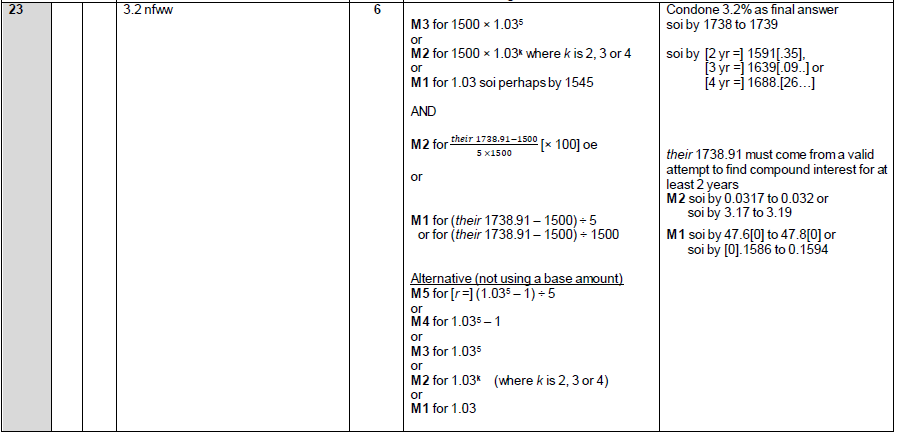 23
3.2 nfww
6
M3 for 1500 × 1.03⁵
or
M2 for 1500 × 1.03ᵏ where k is 2, 3 or 4
or
M1 for 1.03 soi perhaps by 1545
AND
M2 for their 1738.91−1500 / 5 ×1500 [× 100] oe
or
M1 for (their 1738.91 – 1500) ÷ 5
or for (their 1738.91 – 1500) ÷ 1500
Alternative (not using a base amount)
M5 for [r =] (1.03⁵ – 1) ÷ 5
or
M4 for 1.03⁵ – 1
or
M3 for 1.03⁵
or
M2 for 1.03ᵏ (where k is 2, 3 or 4)
or
M1 for 1.03
Condone 3.2% as final answer
soi by 1738 to 1739
soi by [2 yr =] 1591[.35],
[3 yr =] 1639[.09..] or
[4 yr =] 1688.[26…]
their 1738.91 must come from a valid
attempt to find compound interest for at
least 2 years
M2 soi by 0.0317 to 0.032 or
soi by 3.17 to 3.19
M1 soi by 47.6[0] to 47.8[0] or
soi by [0].1586 to 0.1594